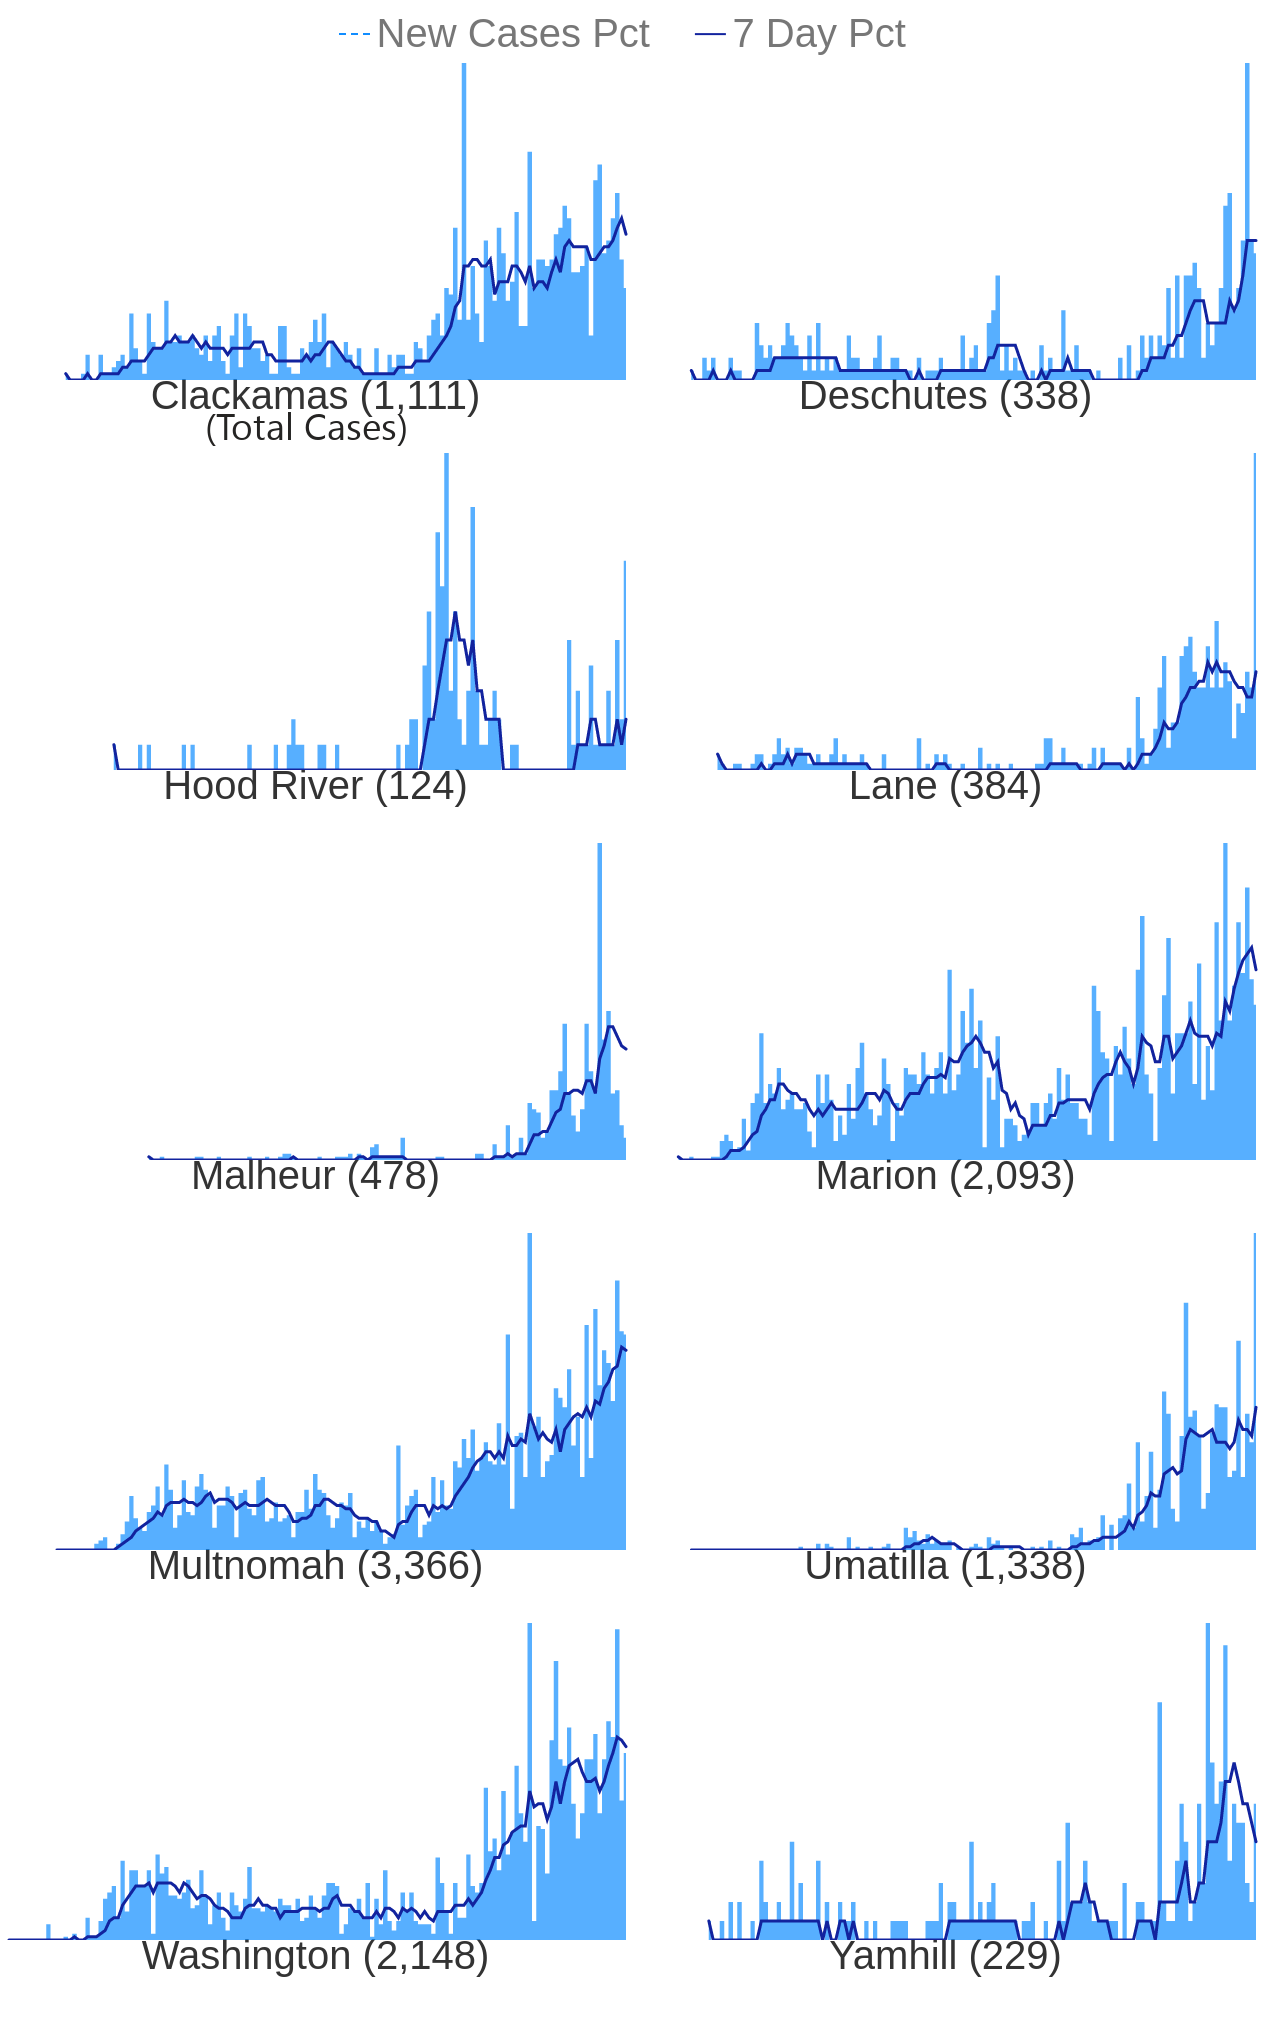 New Cases Pct 7 Day Pct
Clackamas (1,111) Deschutes (338)
(Total Cases)
Hood River (124) Lane (384)
Malheur (478) Marion (2,093)
Multnomah (3,366) Umatilla (1,338)
Washington (2,148) Yamhill (229)